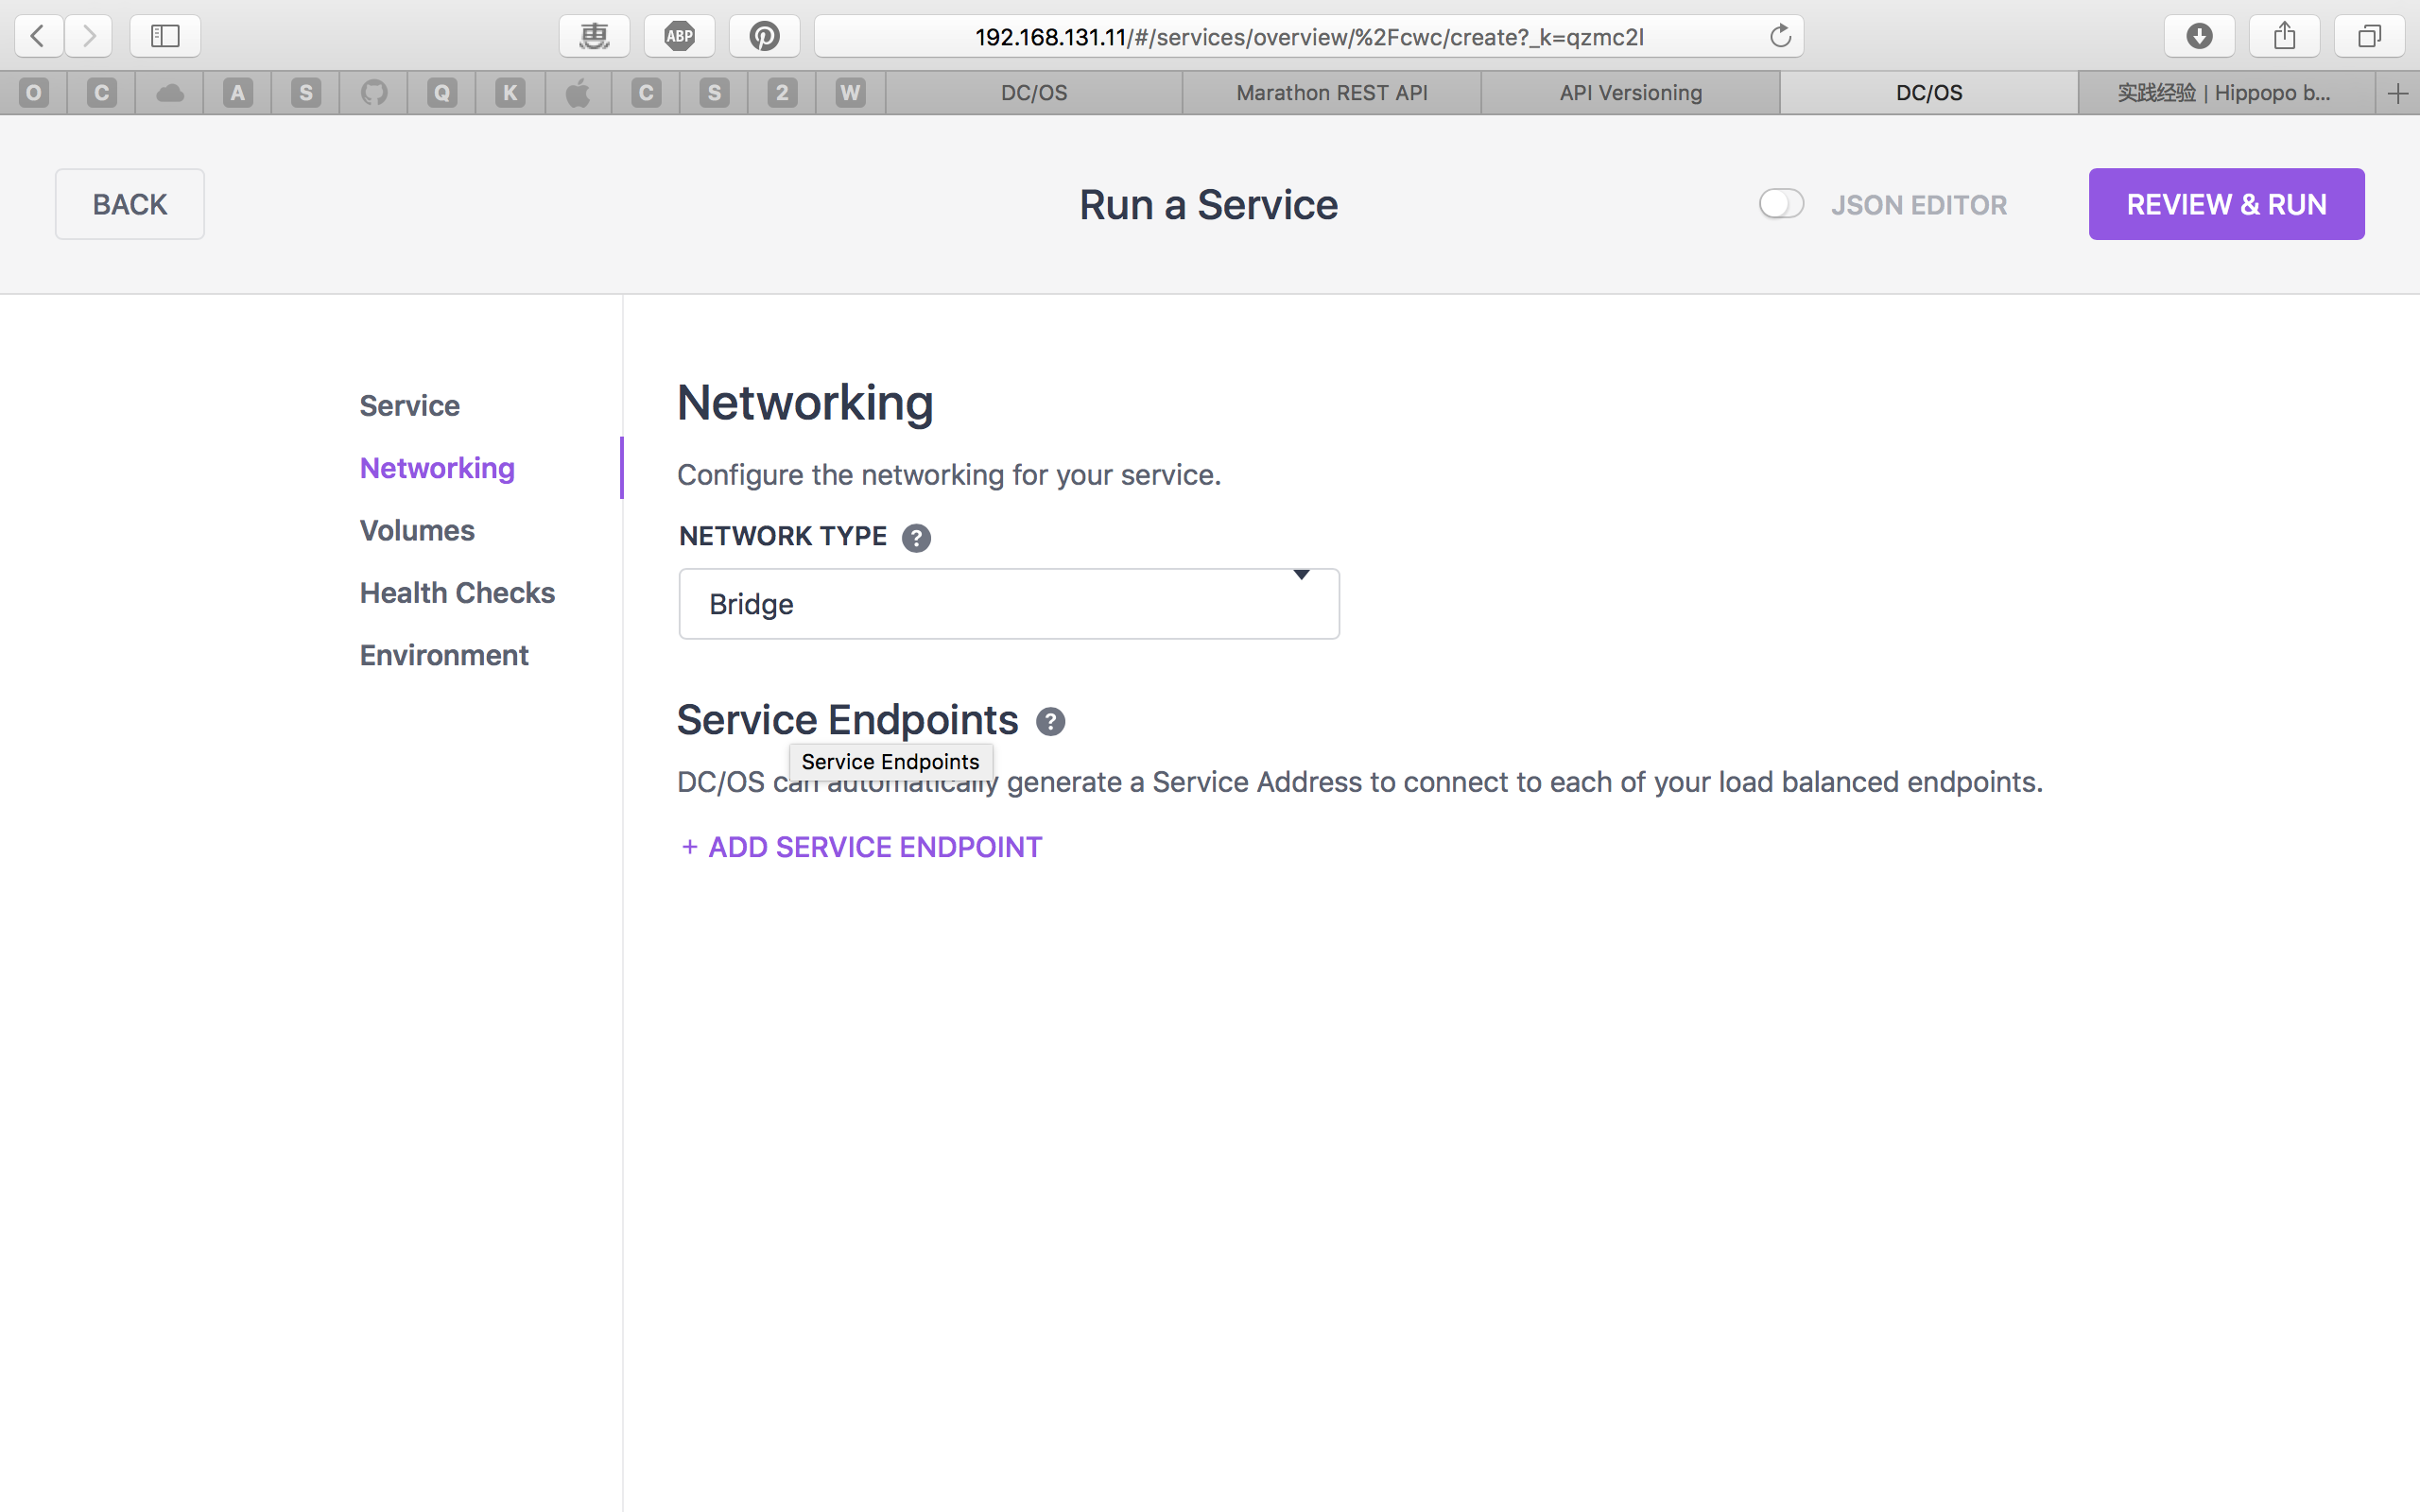 惠 ABP 192.168.131.11/#/services/overview/%2Fcwc/create?_k=qzmc2l
O C A S Q K C S 2 W DC/OS Marathon REST API API Versioning DC/OS 实践经验 | Hippopo b...
BACK Run a Service JSON EDITOR REVIEW & RUN
Service
Networking
Volumes
Health Checks
Environment
Networking
Configure the networking for your service.
NETWORK TYPE ?
Bridge
Service Endpoints ?
Service Endpoints
DC/OS can automatically generate a Service Address to connect to each of your load balanced endpoints.
+ ADD SERVICE ENDPOINT